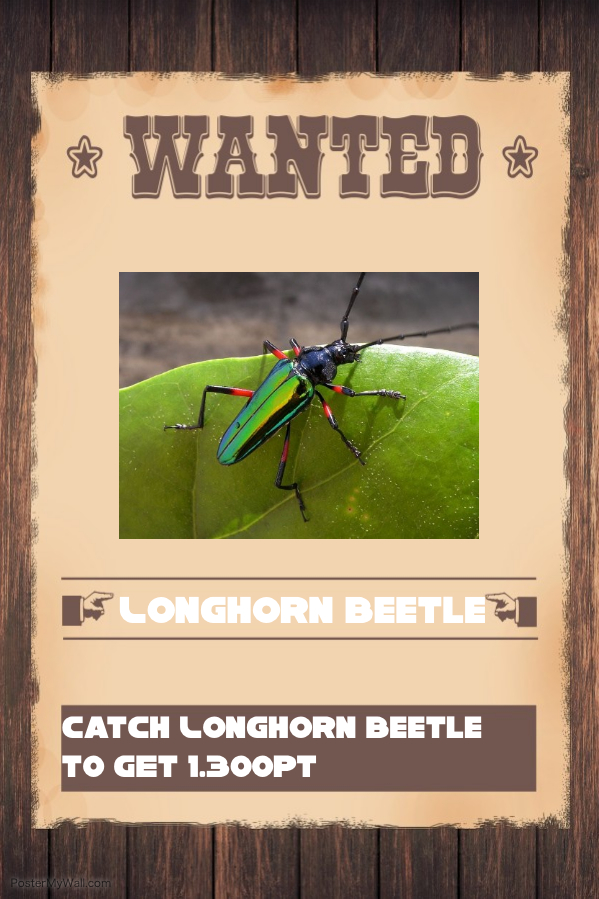 WANTED
LONGHORN BEETLE
CATCH LONGHORN BEETLE
TO GET 1.300PT
PosterMyWall.com